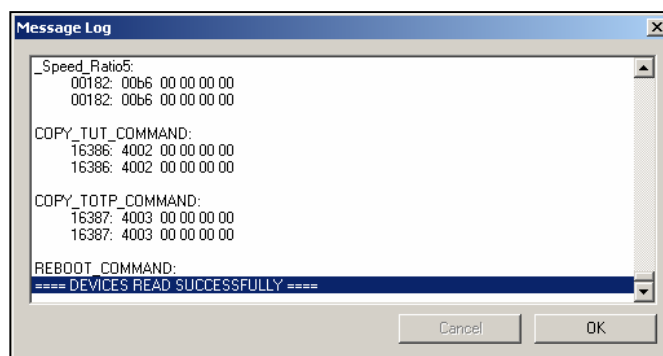 Message Log
_Speed_Ratio5:
00182: 00b6 00 00 00 00
00182: 00b6 00 00 00 00
COPY_TUT_COMMAND:
16386: 4002 00 00 00 00
16386: 4002 00 00 00 00
COPY_TOTP_COMMAND:
16387: 4003 00 00 00 00
16387: 4003 00 00 00 00
REBOOT_COMMAND:
==== DEVICES READ SUCCESSFULLY ====
Cancel OK